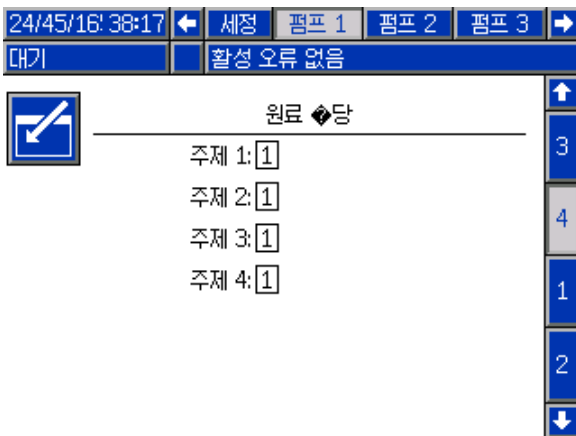 24/45/16 38:17 세정 펌프 1 펌프 2 펌프 3
대기 활성 오류 없음
원료 �당
3
주제 1: 1
주제 2: 1
4
주제 3: 1
주제 4: 1
1
2